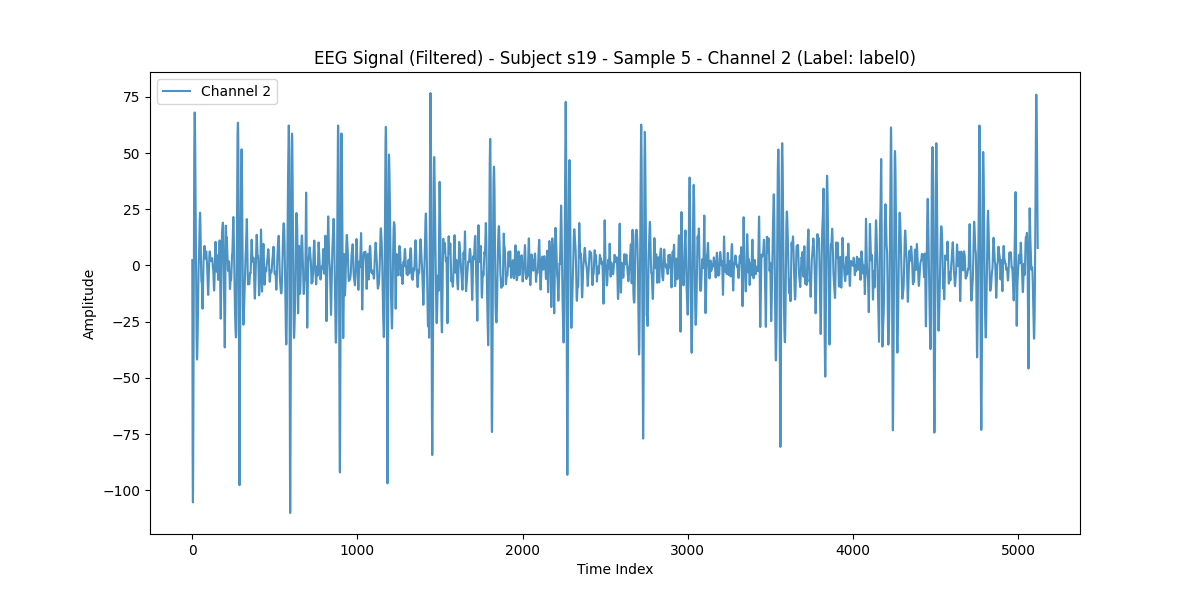 EEG Signal (Filtered) - Subject s19 - Sample 5 - Channel 2 (Label: label0)
Channel 2
75
50
25
0
−25
−50
−75
−100
Amplitude
0 1000 2000 3000 4000 5000
Time Index